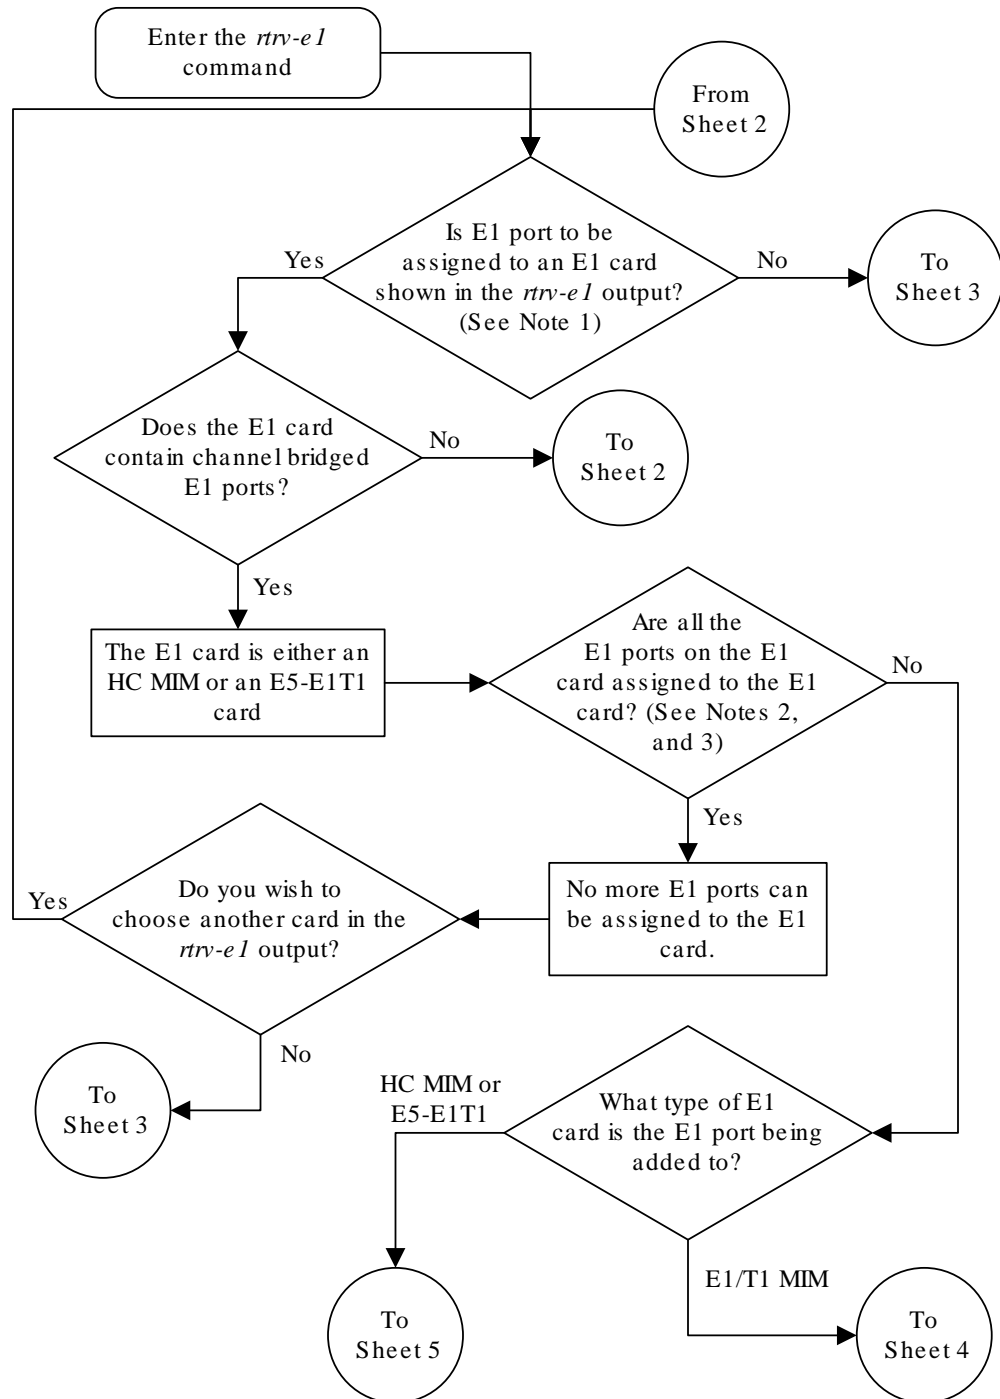 Enter the rtrv-e1
command
From
Sheet 2
Is E1 port to be
assigned to an E1 card
shown in the rtrv-e1 output?
(See Note 1)
Yes
No
To
Sheet 3
Does the E1 card
contain channel bridged
E1 ports?
No
To
Sheet 2
Yes
The E1 card is either an
HC MIM or an E5-E1T1
card
Are all the
E1 ports on the E1
card assigned to the E1
card? (See Notes 2,
and 3)
No
Yes
No more E1 ports can
be assigned to the E1
card.
Do you wish to
choose another card in the
rtrv-e1 output?
Yes
No
To
Sheet 3
What type of E1
card is the E1 port being
added to?
HC MIM or
E5-E1T1
E1/T1 MIM
To
Sheet 5
To
Sheet 4